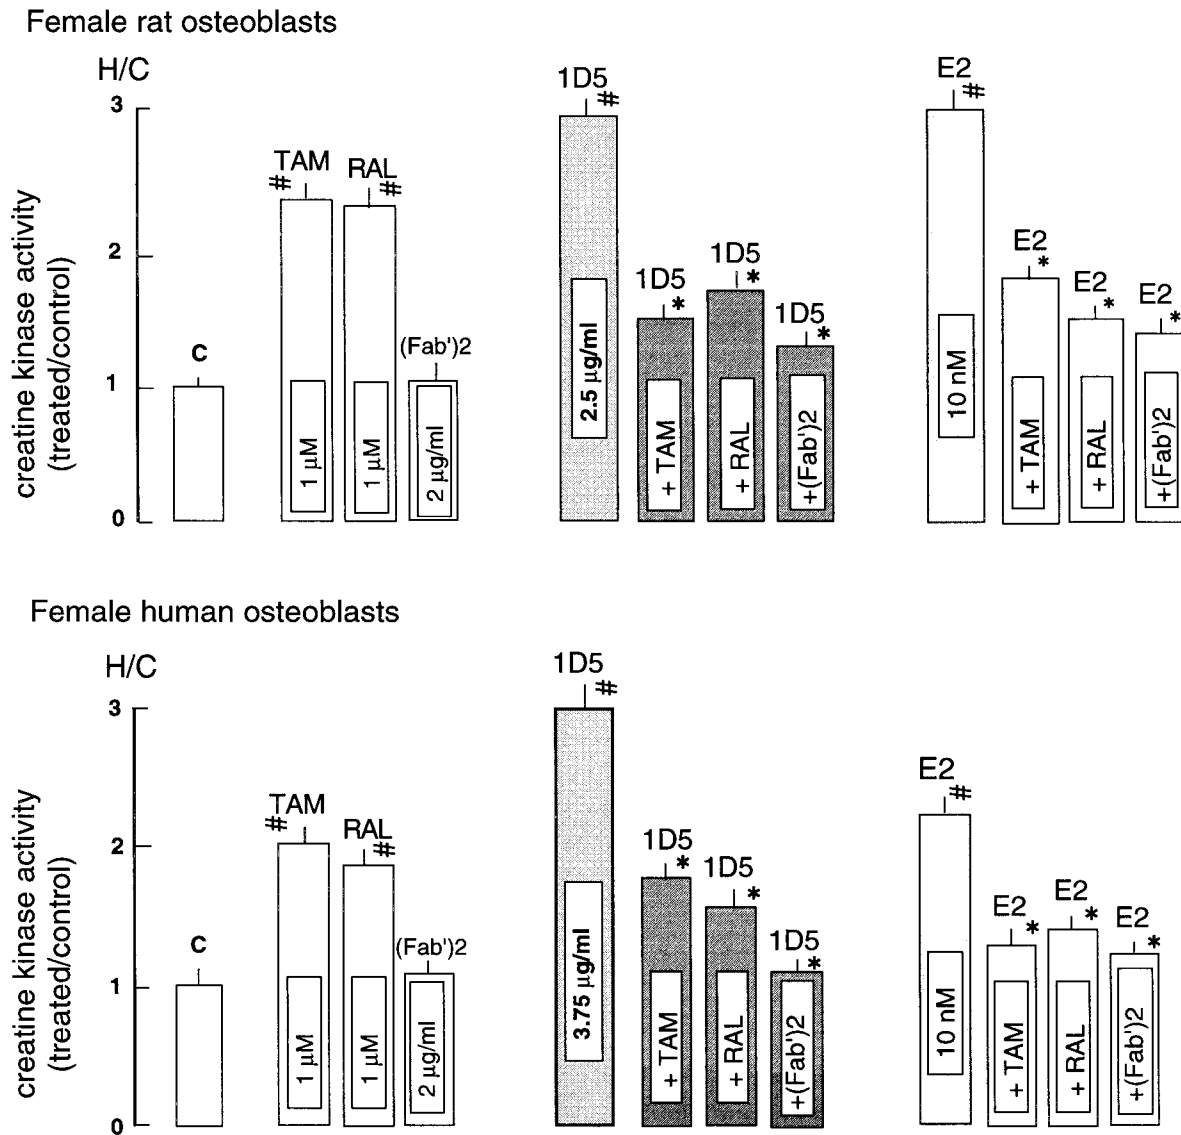 Female rat osteoblasts
H/C
creatine kinase activity
(treated/control)
3
2
1
0
C
# TAM
1 µM
RAL #
1 µM
(Fab')2
2 µg/ml
1D5 #
2.5 µg/ml
1D5 *
+ TAM
1D5 *
+ RAL
1D5 *
+(Fab')2
E2 #
10 nM
E2 *
+ TAM
E2 *
+ RAL
E2 *
+(Fab')2
Female human osteoblasts
H/C
creatine kinase activity
(treated/control)
3
2
1
0
C
# TAM
1 µM
RAL #
1 µM
(Fab')2
2 µg/ml
1D5 #
3.75 µg/ml
1D5 *
+ TAM
1D5 *
+ RAL
1D5 *
+(Fab')2
E2 #
10 nM
E2 *
+ TAM
E2 *
+ RAL
E2 *
+(Fab')2